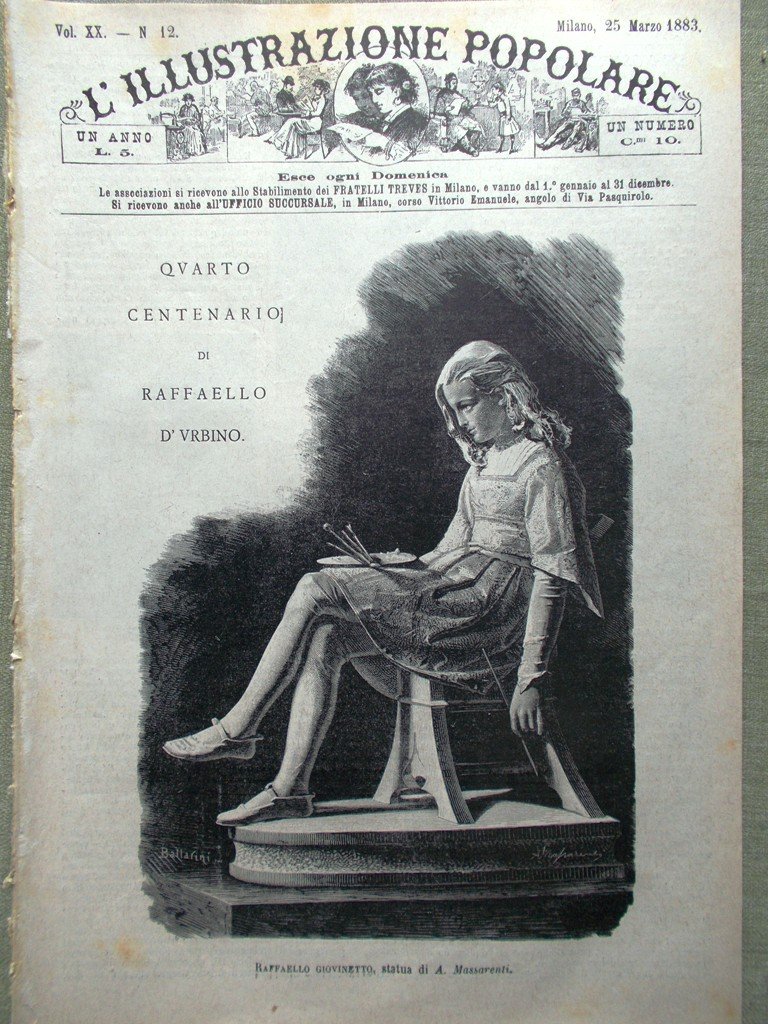 Vol. XX. — N 12.
Milano, 25 Marzo 1883.
L'ILLUSTRAZIONE POPOLARE
UN ANNO
L. 5.
UN NUMERO
C.mi 10.
Esce ogni Domenica
Le associazioni si ricevono allo Stabilimento dei FRATELLI TREVES in Milano, e vanno dal 1.º gennaio al 31 dicembre.
Si ricevono anche all'UFFICIO SUCCURSALE, in Milano, corso Vittorio Emanuele, angolo di Via Pasquirolo.
QVARTO
CENTENARIO
DI
RAFFAELLO
D' VRBINO.
Ballarini
RAFFAELLO GIOVINETTO, statua di A. Massarenti.